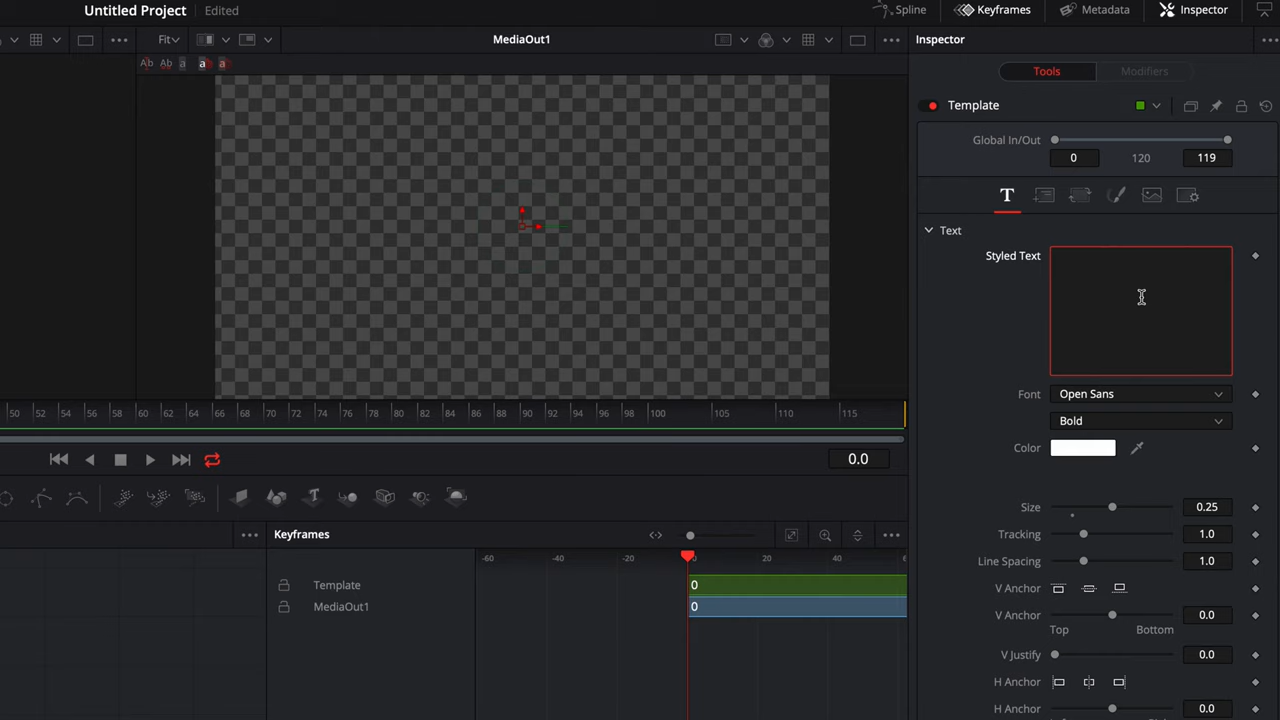 Untitled Project Edited
Spline Keyframes Metadata Inspector
Fit MediaOut1 Inspector
Ab Ab a a a
Tools Modifiers
Template
Global In/Out
0 120 119
T
Text
Styled Text
Font Open Sans
Bold
Color
50 52 54 56 58 60 62 64 66 68 70 72 74 76 78 80 82 84 86 88 90 92 94 96 98 100 105 110 115
0.0
Size 0.25
Tracking 1.0
Keyframes
-60 -40 -20 0 20 40 6
Line Spacing 1.0
Template 0
V Anchor
MediaOut1 0
V Anchor 0.0
Top Bottom
V Justify 0.0
H Anchor
H Anchor 0.0